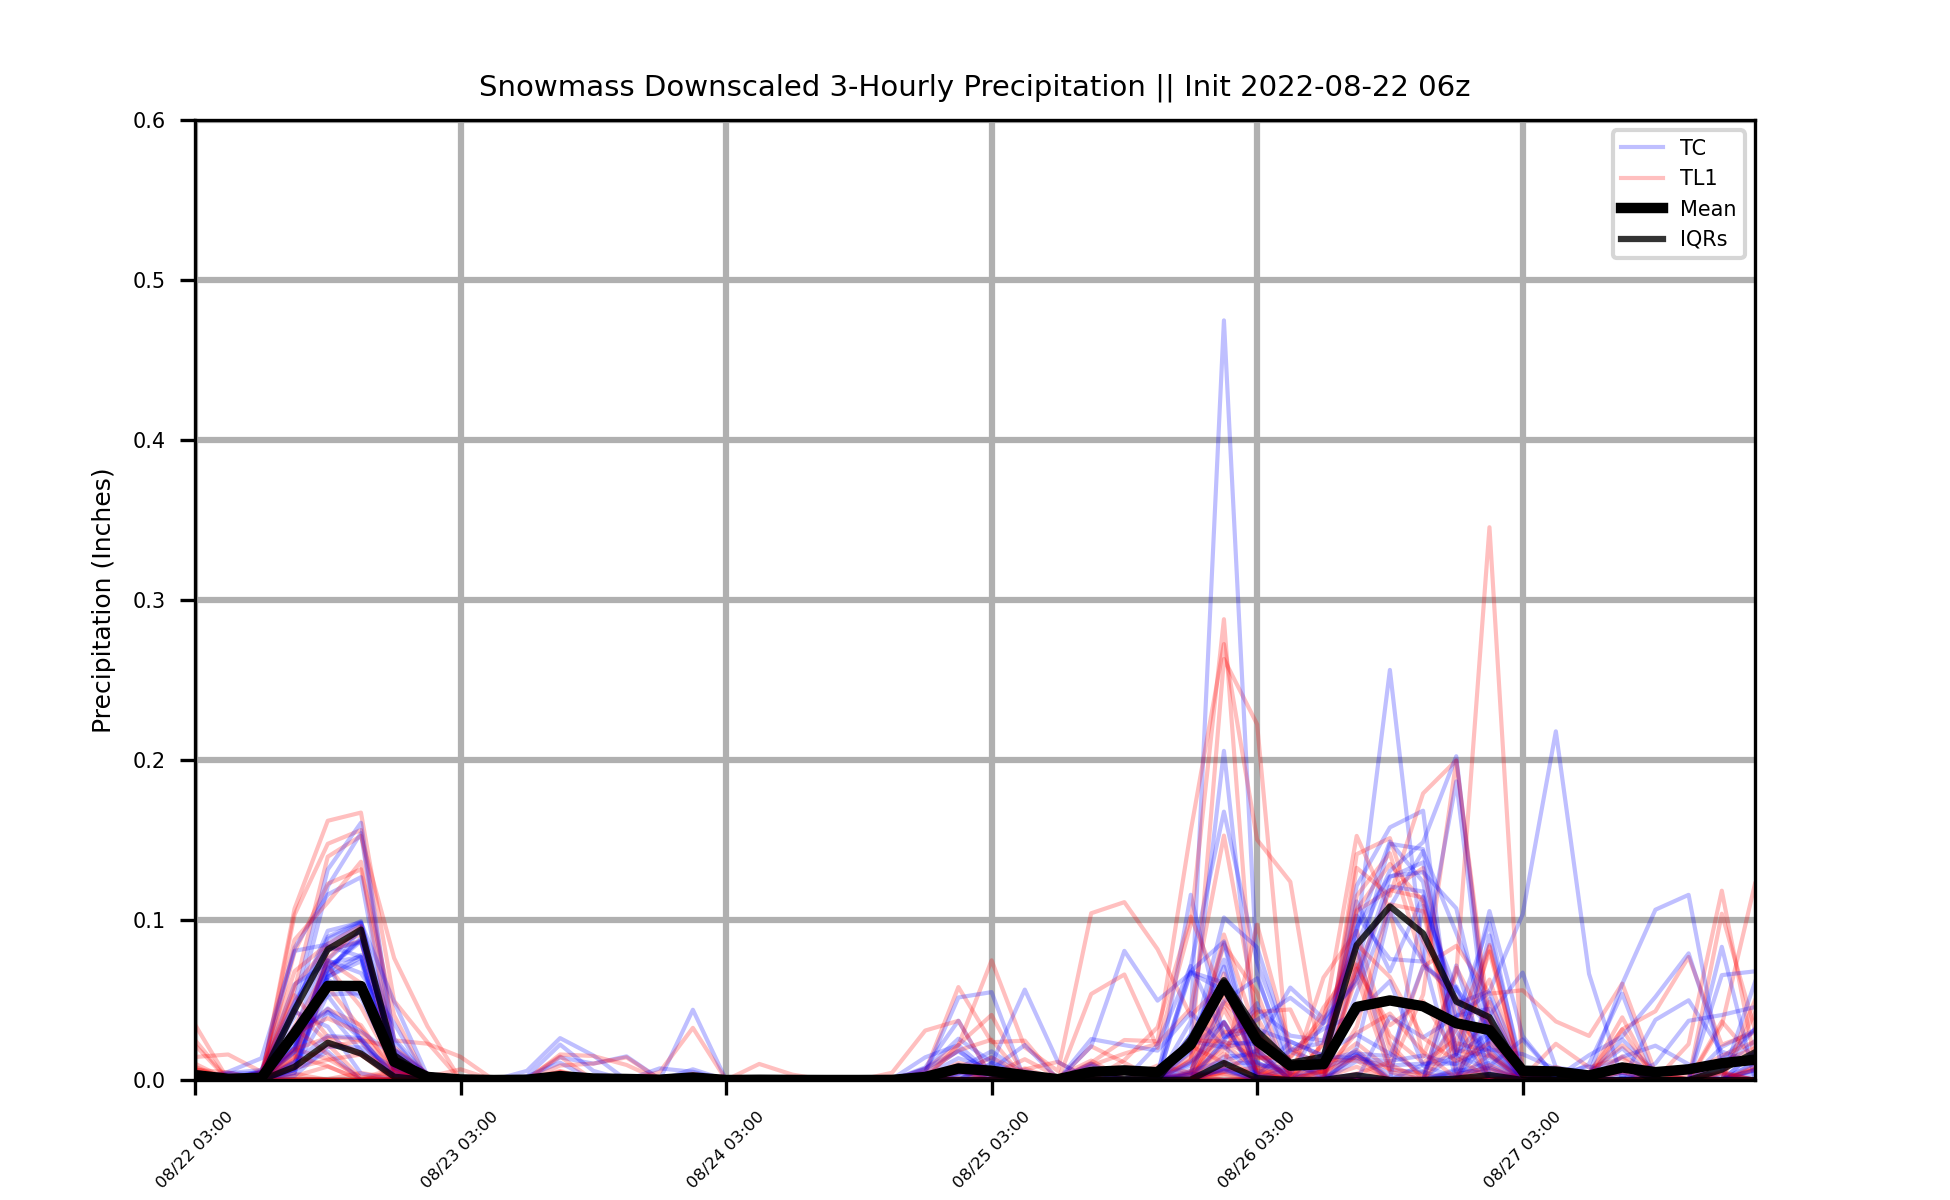 Snowmass Downscaled 3-Hourly Precipitation || Init 2022-08-22 06z
TC
TL1
Mean
IQRs
Precipitation (Inches)
0.6
0.5
0.4
0.3
0.2
0.1
0.0
08/22 03:00
08/23 03:00
08/24 03:00
08/25 03:00
08/26 03:00
08/27 03:00